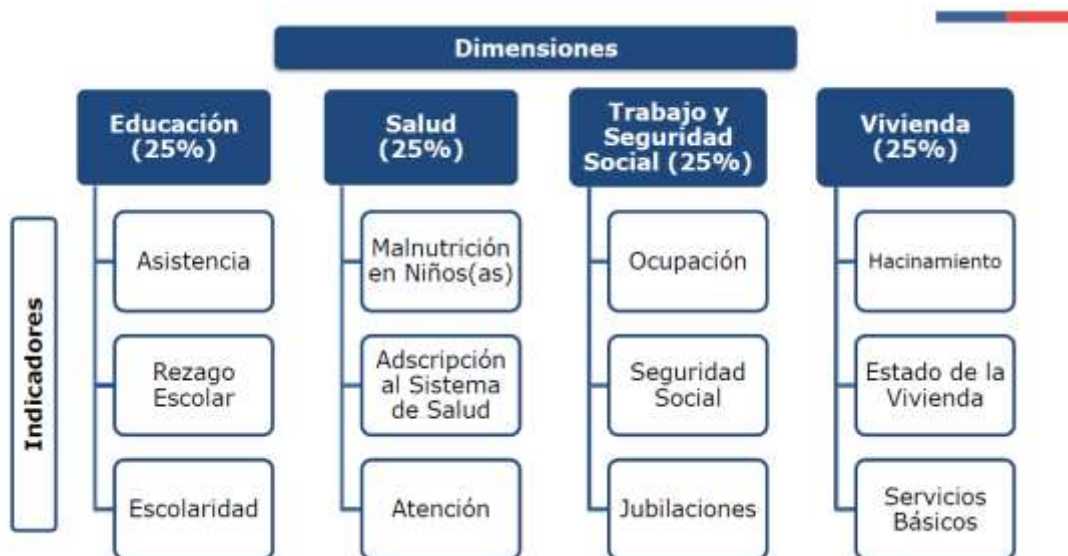 Dimensiones
Educación
(25%)
Salud
(25%)
Trabajo y
Seguridad
Social (25%)
Vivienda
(25%)
Indicadores
Asistencia
Malnutrición
en Niños(as)
Ocupación
Hacinamiento
Rezago
Escolar
Adscripción
al Sistema
de Salud
Seguridad
Social
Estado de la
Vivienda
Escolaridad
Atención
Jubilaciones
Servicios
Básicos